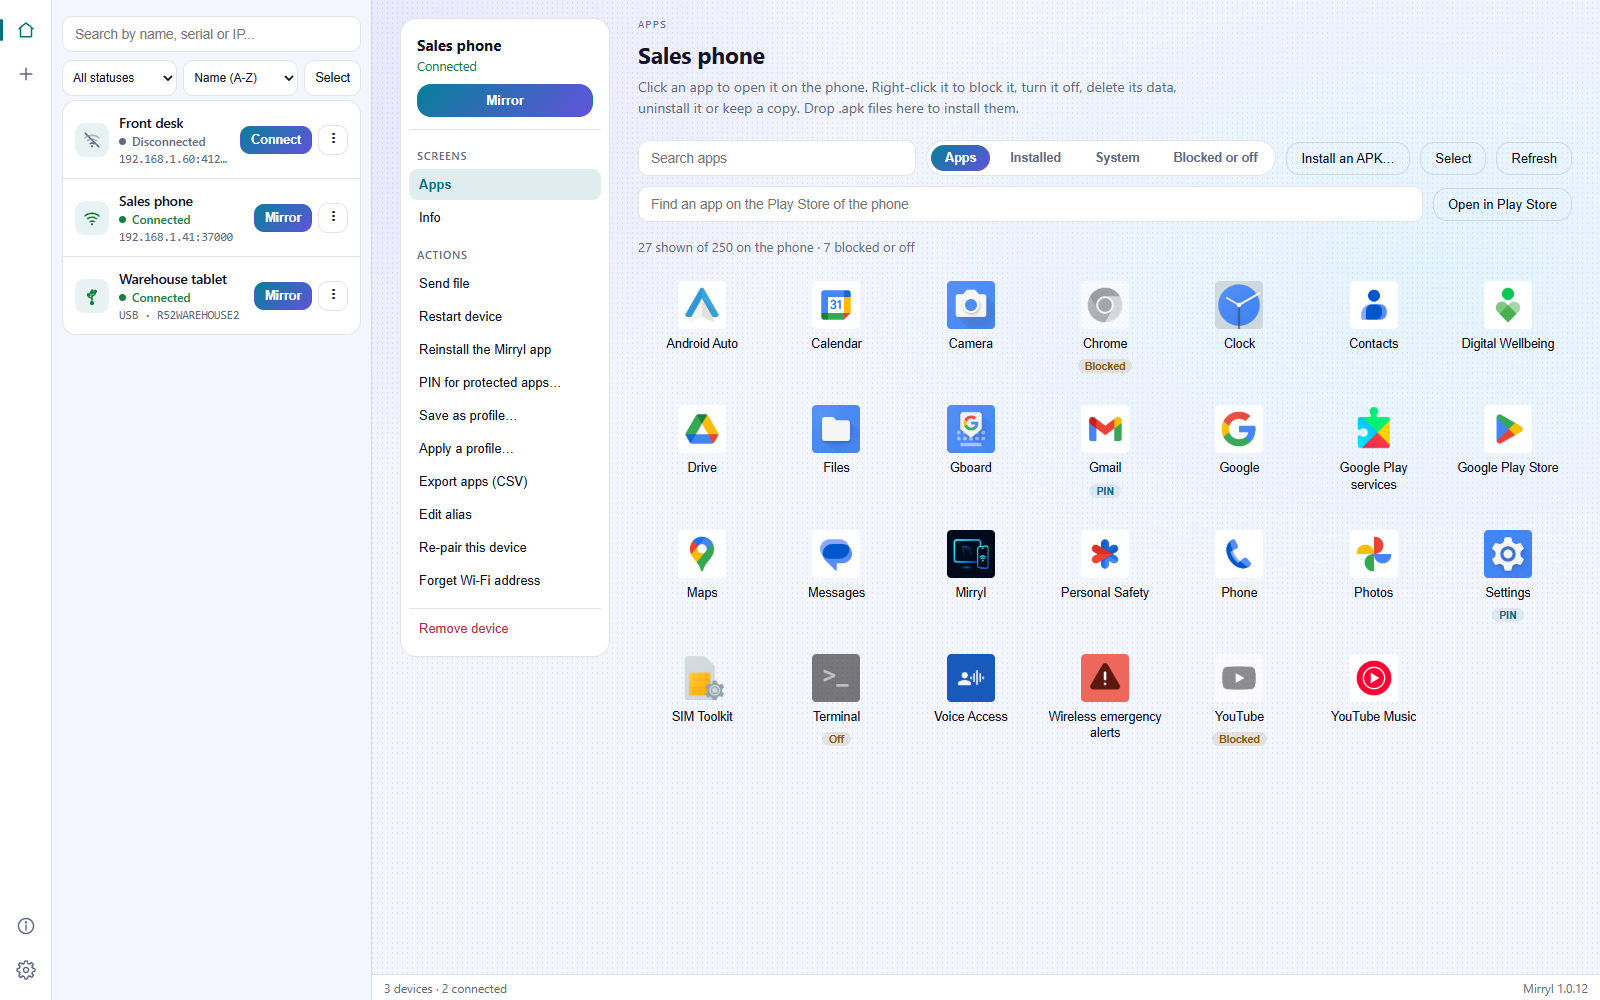 Search by name, serial or IP...
All statuses
Name (A-Z)
Select
Front desk
Disconnected
192.168.1.60:412…
Connect
Sales phone
Connected
192.168.1.41:37000
Mirror
Warehouse tablet
Connected
USB · R52WAREHOUSE2
Mirror
Sales phone
Connected
Mirror
SCREENS
Apps
Info
ACTIONS
Send file
Restart device
Reinstall the Mirryl app
PIN for protected apps…
Save as profile…
Apply a profile…
Export apps (CSV)
Edit alias
Re-pair this device
Forget Wi-Fi address
Remove device
APPS
Sales phone
Click an app to open it on the phone. Right-click it to block it, turn it off, delete its data,
uninstall it or keep a copy. Drop .apk files here to install them.
Search apps
Apps
Installed
System
Blocked or off
Install an APK…
Select
Refresh
Find an app on the Play Store of the phone
Open in Play Store
27 shown of 250 on the phone · 7 blocked or off
31
Android Auto
Calendar
Camera
Chrome
Clock
Contacts
Digital Wellbeing
Blocked
Drive
Files
Gboard
Gmail
Google
Google Play
services
Google Play Store
PIN
Maps
Messages
Mirryl
Personal Safety
Phone
Photos
Settings
PIN
>_
SIM Toolkit
Terminal
Voice Access
Wireless emergency
alerts
YouTube
YouTube Music
Off
Blocked
3 devices · 2 connected
Mirryl 1.0.12